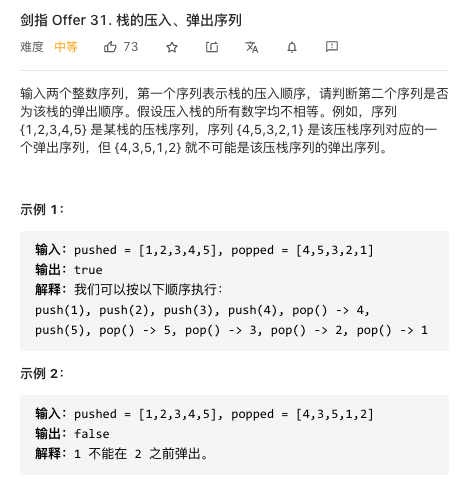 剑指 Offer 31. 栈的压入、弹出序列
难度 中等 73
输入两个整数序列，第一个序列表示栈的压入顺序，请判断第二个序列是否
为该栈的弹出顺序。假设压入栈的所有数字均不相等。例如，序列
{1,2,3,4,5} 是某栈的压栈序列，序列 {4,5,3,2,1} 是该压栈序列对应的一
个弹出序列，但 {4,3,5,1,2} 就不可能是该压栈序列的弹出序列。
示例 1：
输入：pushed = [1,2,3,4,5], popped = [4,5,3,2,1]
输出：true
解释：我们可以按以下顺序执行：
push(1), push(2), push(3), push(4), pop() -> 4,
push(5), pop() -> 5, pop() -> 3, pop() -> 2, pop() -> 1
示例 2：
输入：pushed = [1,2,3,4,5], popped = [4,3,5,1,2]
输出：false
解释：1 不能在 2 之前弹出。